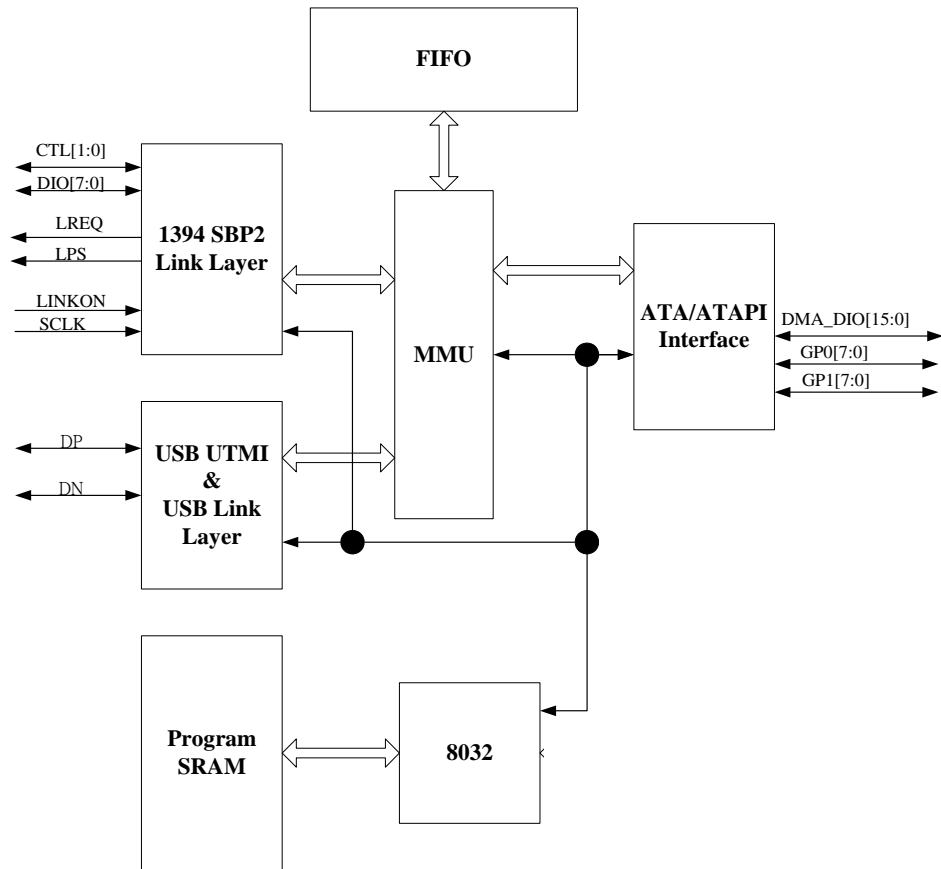 FIFO
CTL[1:0]
DIO[7:0]
LREQ
LPS
LINKON
SCLK
1394 SBP2
Link Layer
MMU
ATA/ATAPI
Interface
DMA_DIO[15:0]
GP0[7:0]
GP1[7:0]
DP
DN
USB UTMI
&
USB Link
Layer
Program
SRAM
8032